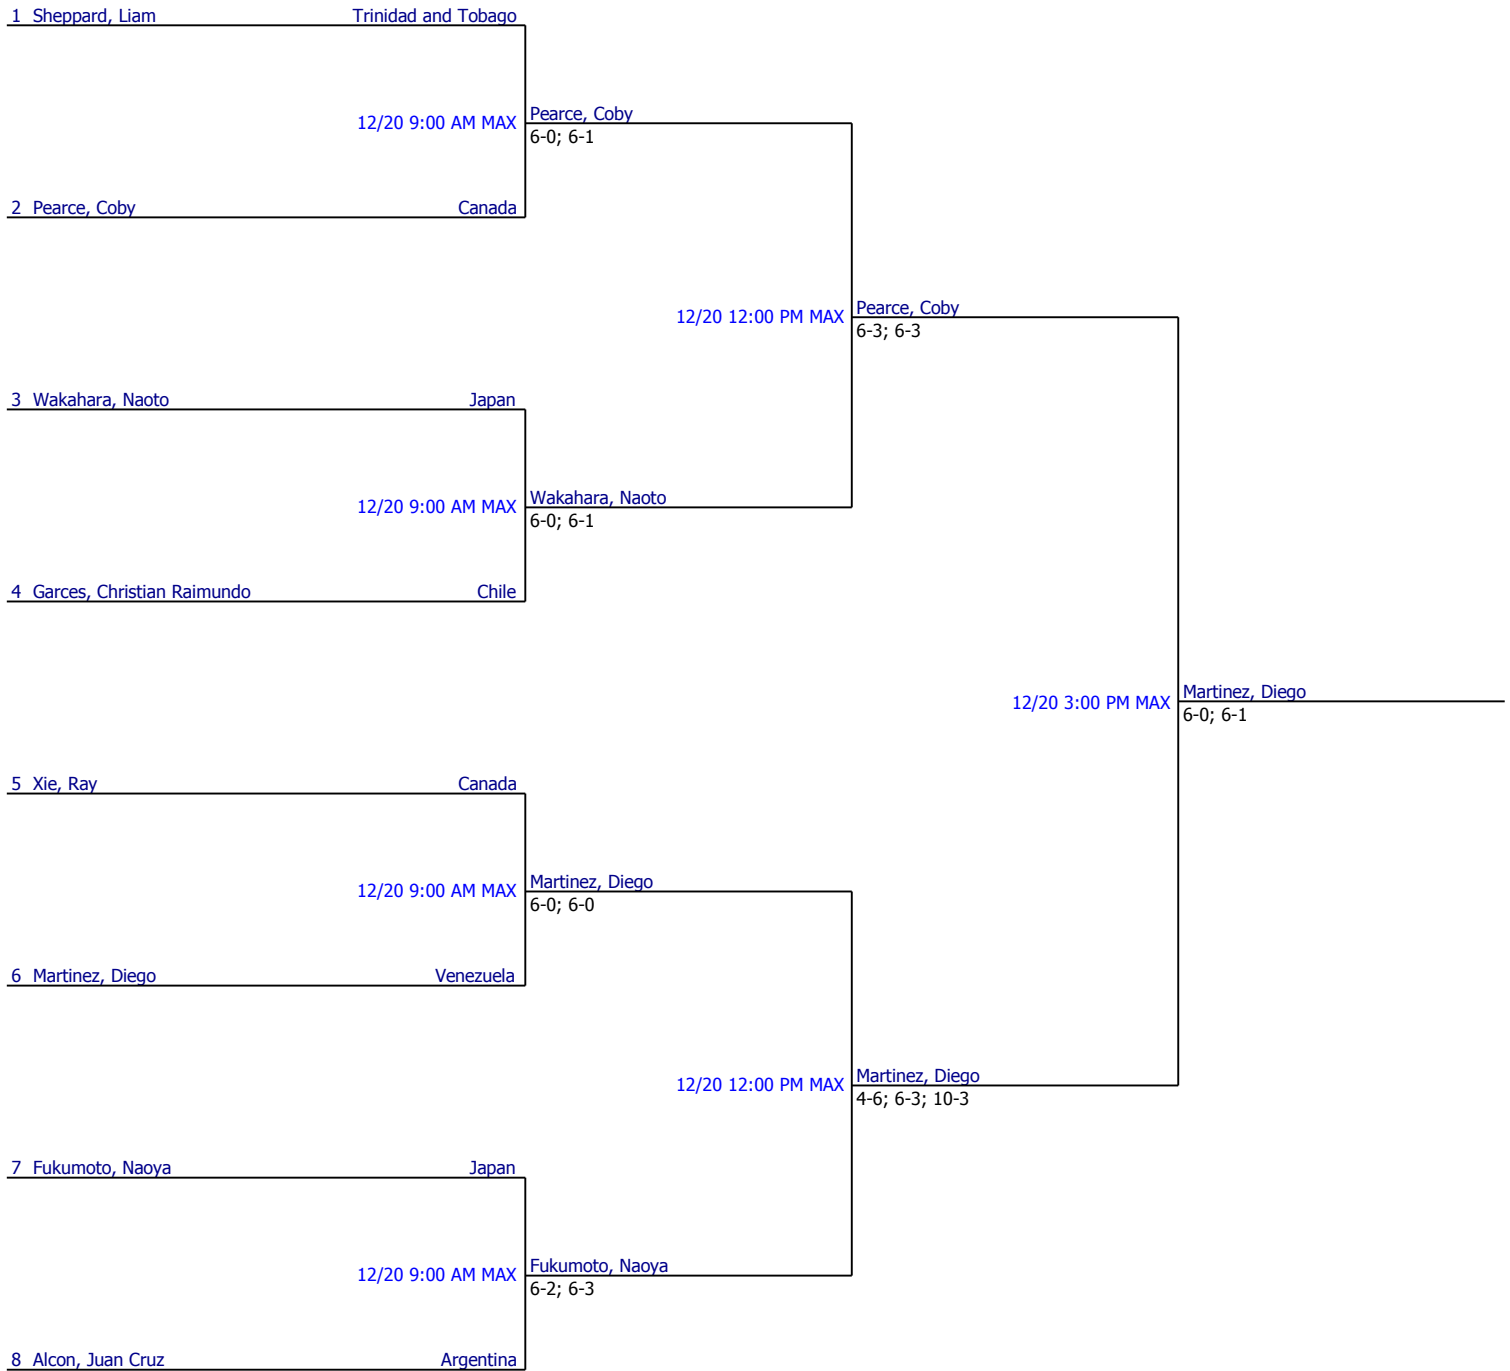 1 Sheppard, Liam Trinidad and Tobago
12/20 9:00 AM MAX
Pearce, Coby
6-0; 6-1
2 Pearce, Coby Canada
12/20 12:00 PM MAX
Pearce, Coby
6-3; 6-3
3 Wakahara, Naoto Japan
12/20 9:00 AM MAX
Wakahara, Naoto
6-0; 6-1
4 Garces, Christian Raimundo Chile
12/20 3:00 PM MAX
Martinez, Diego
6-0; 6-1
5 Xie, Ray Canada
12/20 9:00 AM MAX
Martinez, Diego
6-0; 6-0
6 Martinez, Diego Venezuela
12/20 12:00 PM MAX
Martinez, Diego
4-6; 6-3; 10-3
7 Fukumoto, Naoya Japan
12/20 9:00 AM MAX
Fukumoto, Naoya
6-2; 6-3
8 Alcon, Juan Cruz Argentina